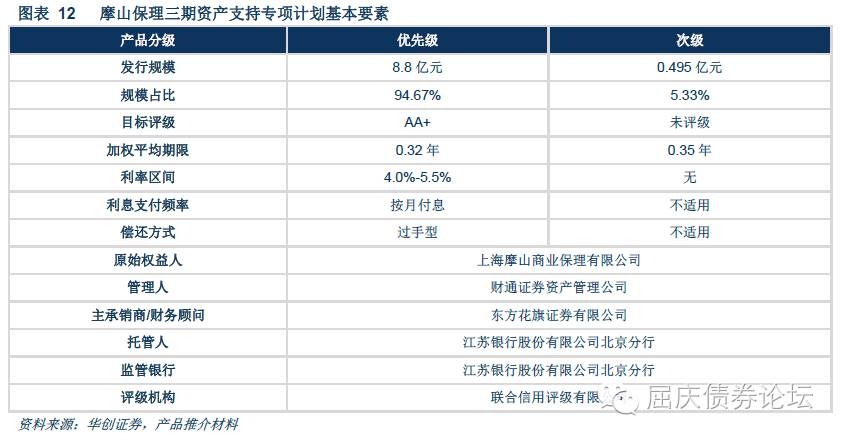 图表 12 摩山保理三期资产支持专项计划基本要素
产品分级 优先级 次级
发行规模 8.8 亿元 0.495 亿元
规模占比 94.67% 5.33%
目标评级 AA+ 未评级
加权平均期限 0.32 年 0.35 年
利率区间 4.0%-5.5% 无
利息支付频率 按月付息 不适用
偿还方式 过手型 不适用
原始权益人 上海摩山商业保理有限公司
管理人 财通证券资产管理公司
主承销商/财务顾问 东方花旗证券有限公司
托管人 江苏银行股份有限公司北京分行
监管银行 江苏银行股份有限公司北京分行
评级机构 联合信用评级有限
屈庆债券论坛
资料来源：华创证券，产品推介材料